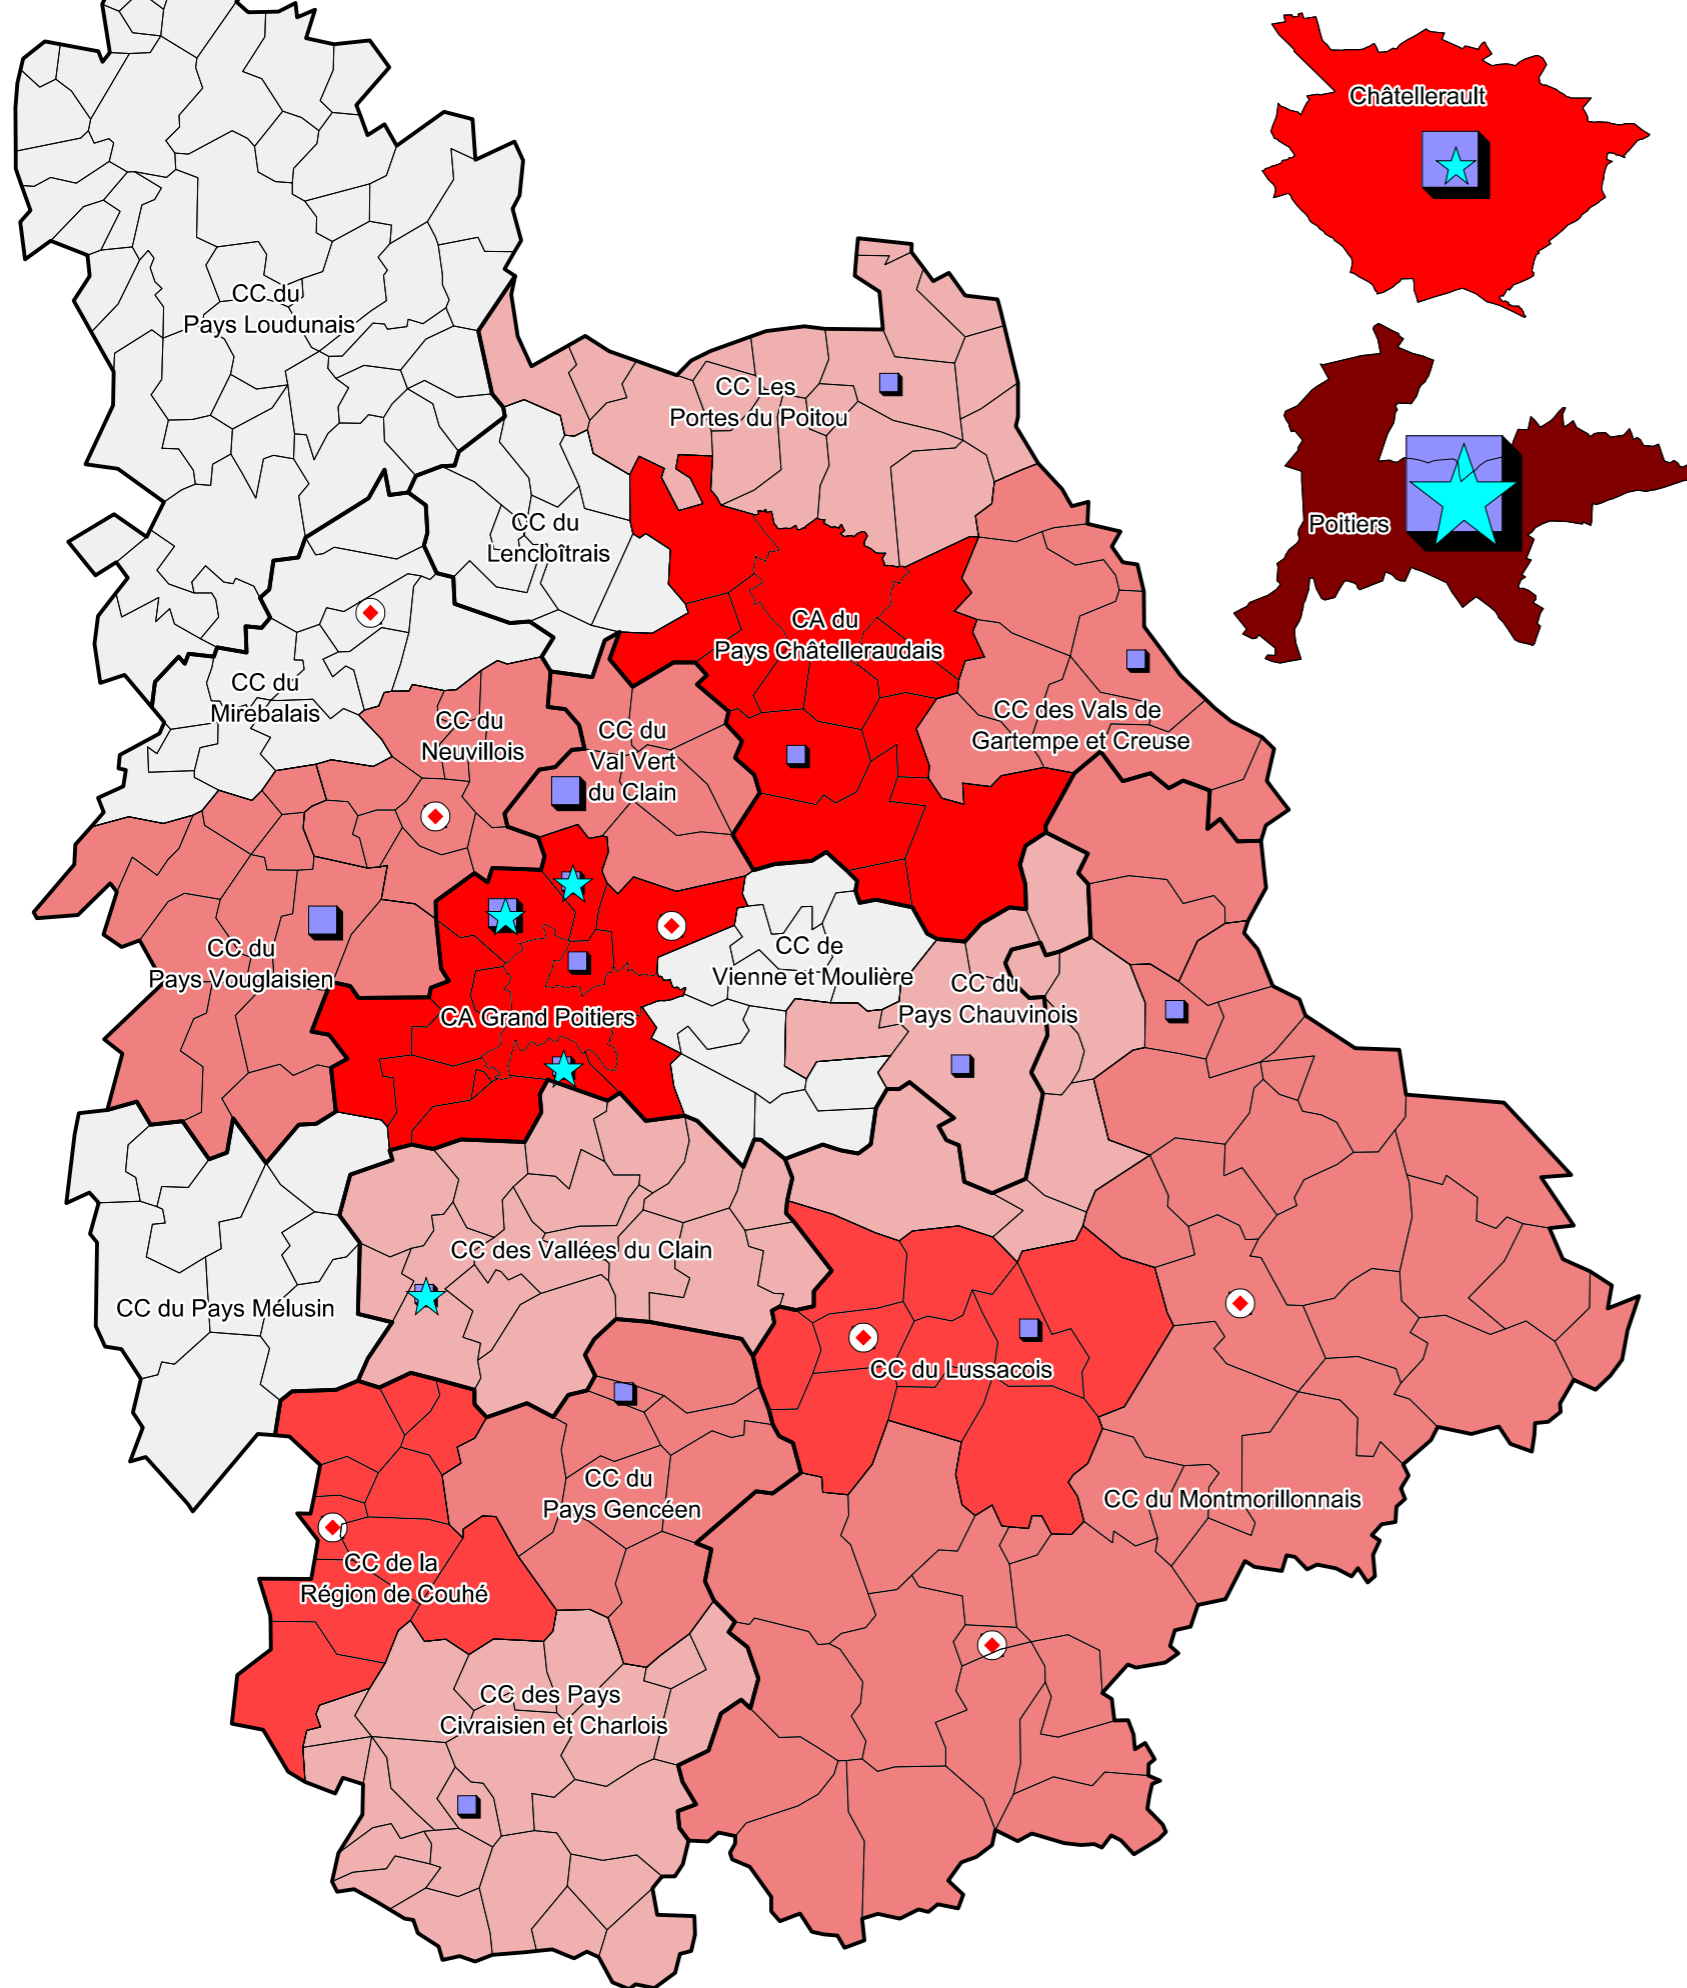 Châtellerault
CC du
Pays Loudunais
CC Les
Portes du Poitou
Poitiers
CC du
Lencloîtrais
CA du
Pays Châtelleraudais
CC du
Mirebalais
CC du
Neuvillois
CC du
Val Vert
du Clain
CC des Vals de
Gartempe et Creuse
CC du
Pays Vouglaisien
CC de
Vienne et Moulière
CC du
Pays Chauvinois
CA Grand Poitiers
CC des Vallées du Clain
CC du Pays Mélusin
CC du Lussacois
CC du
Pays Gencéen
CC du Montmorillonnais
CC de la
Région de Couhé
CC des Pays
Civraisien et Charlois